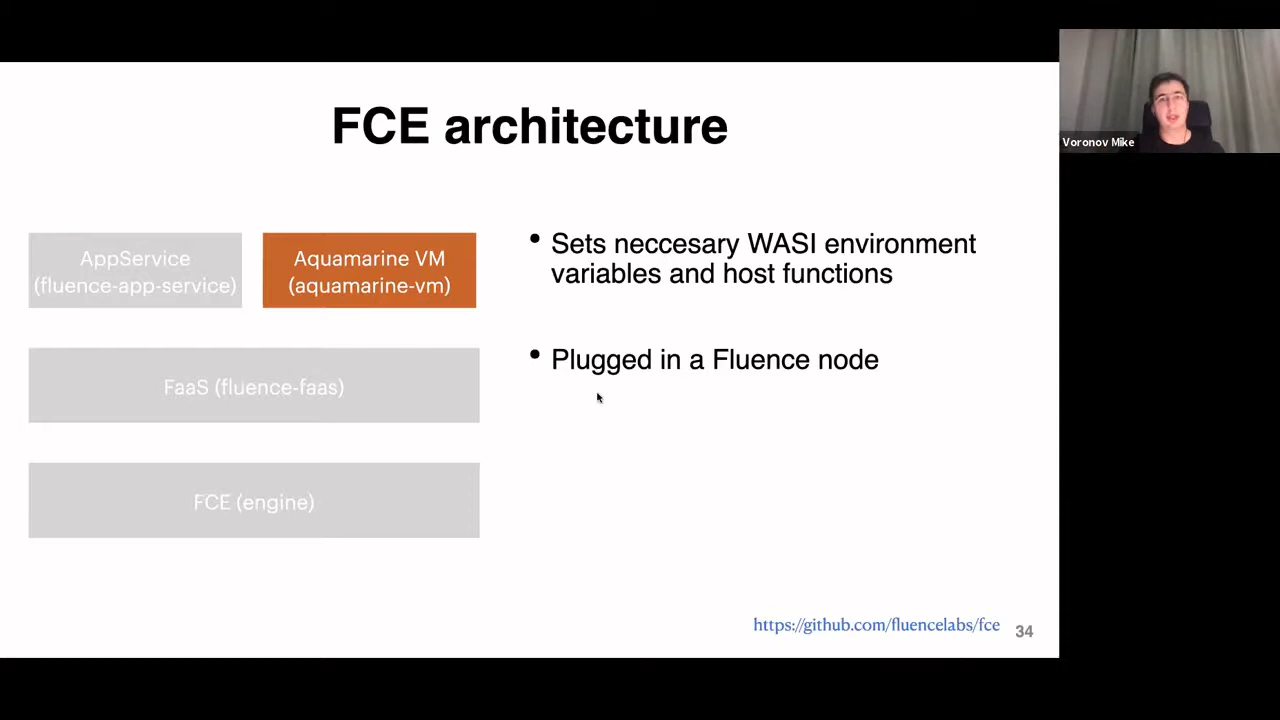 FCE architecture
AppService
(fluence-app-service)
Aquamarine VM
(aquamarine-vm)
FaaS (fluence-faas)
FCE (engine)
• Sets neccesary WASI environment
variables and host functions
• Plugged in a Fluence node
https://github.com/fluencelabs/fce
34
Voronov Mike